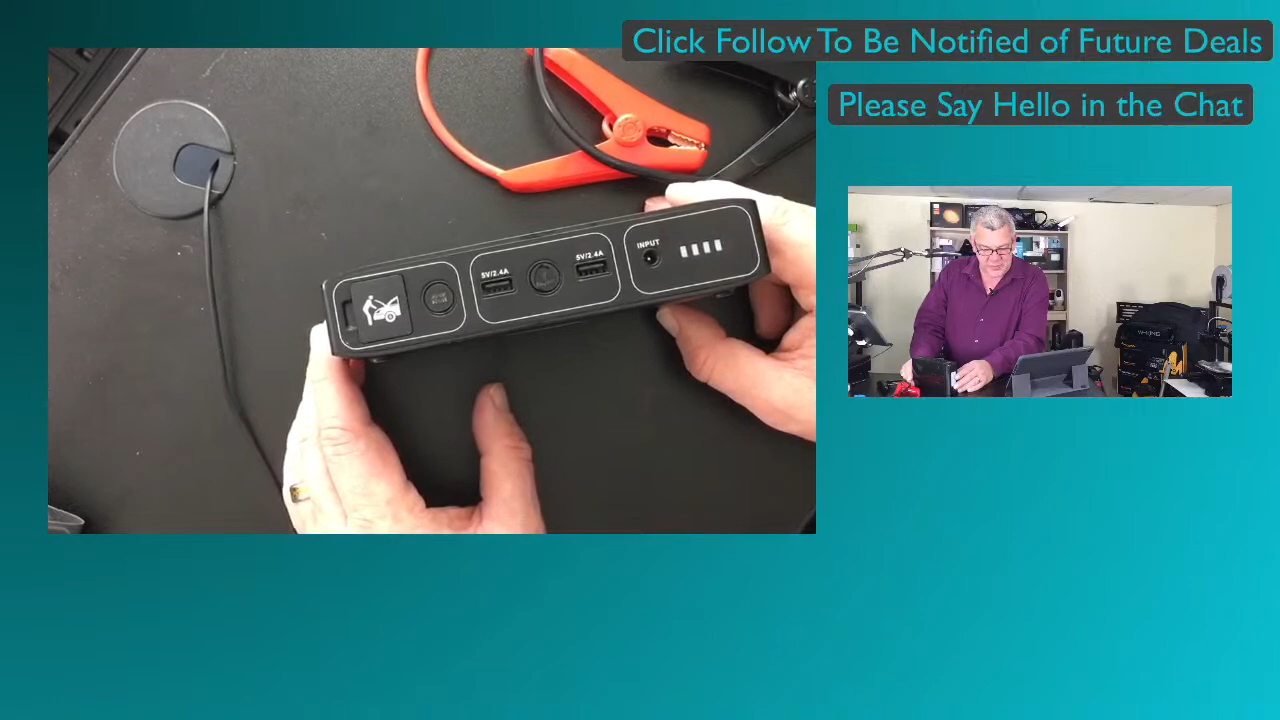 Click Follow To Be Notified of Future Deals
Please Say Hello in the Chat
5V/2.4A
5V/2.4A
INPUT